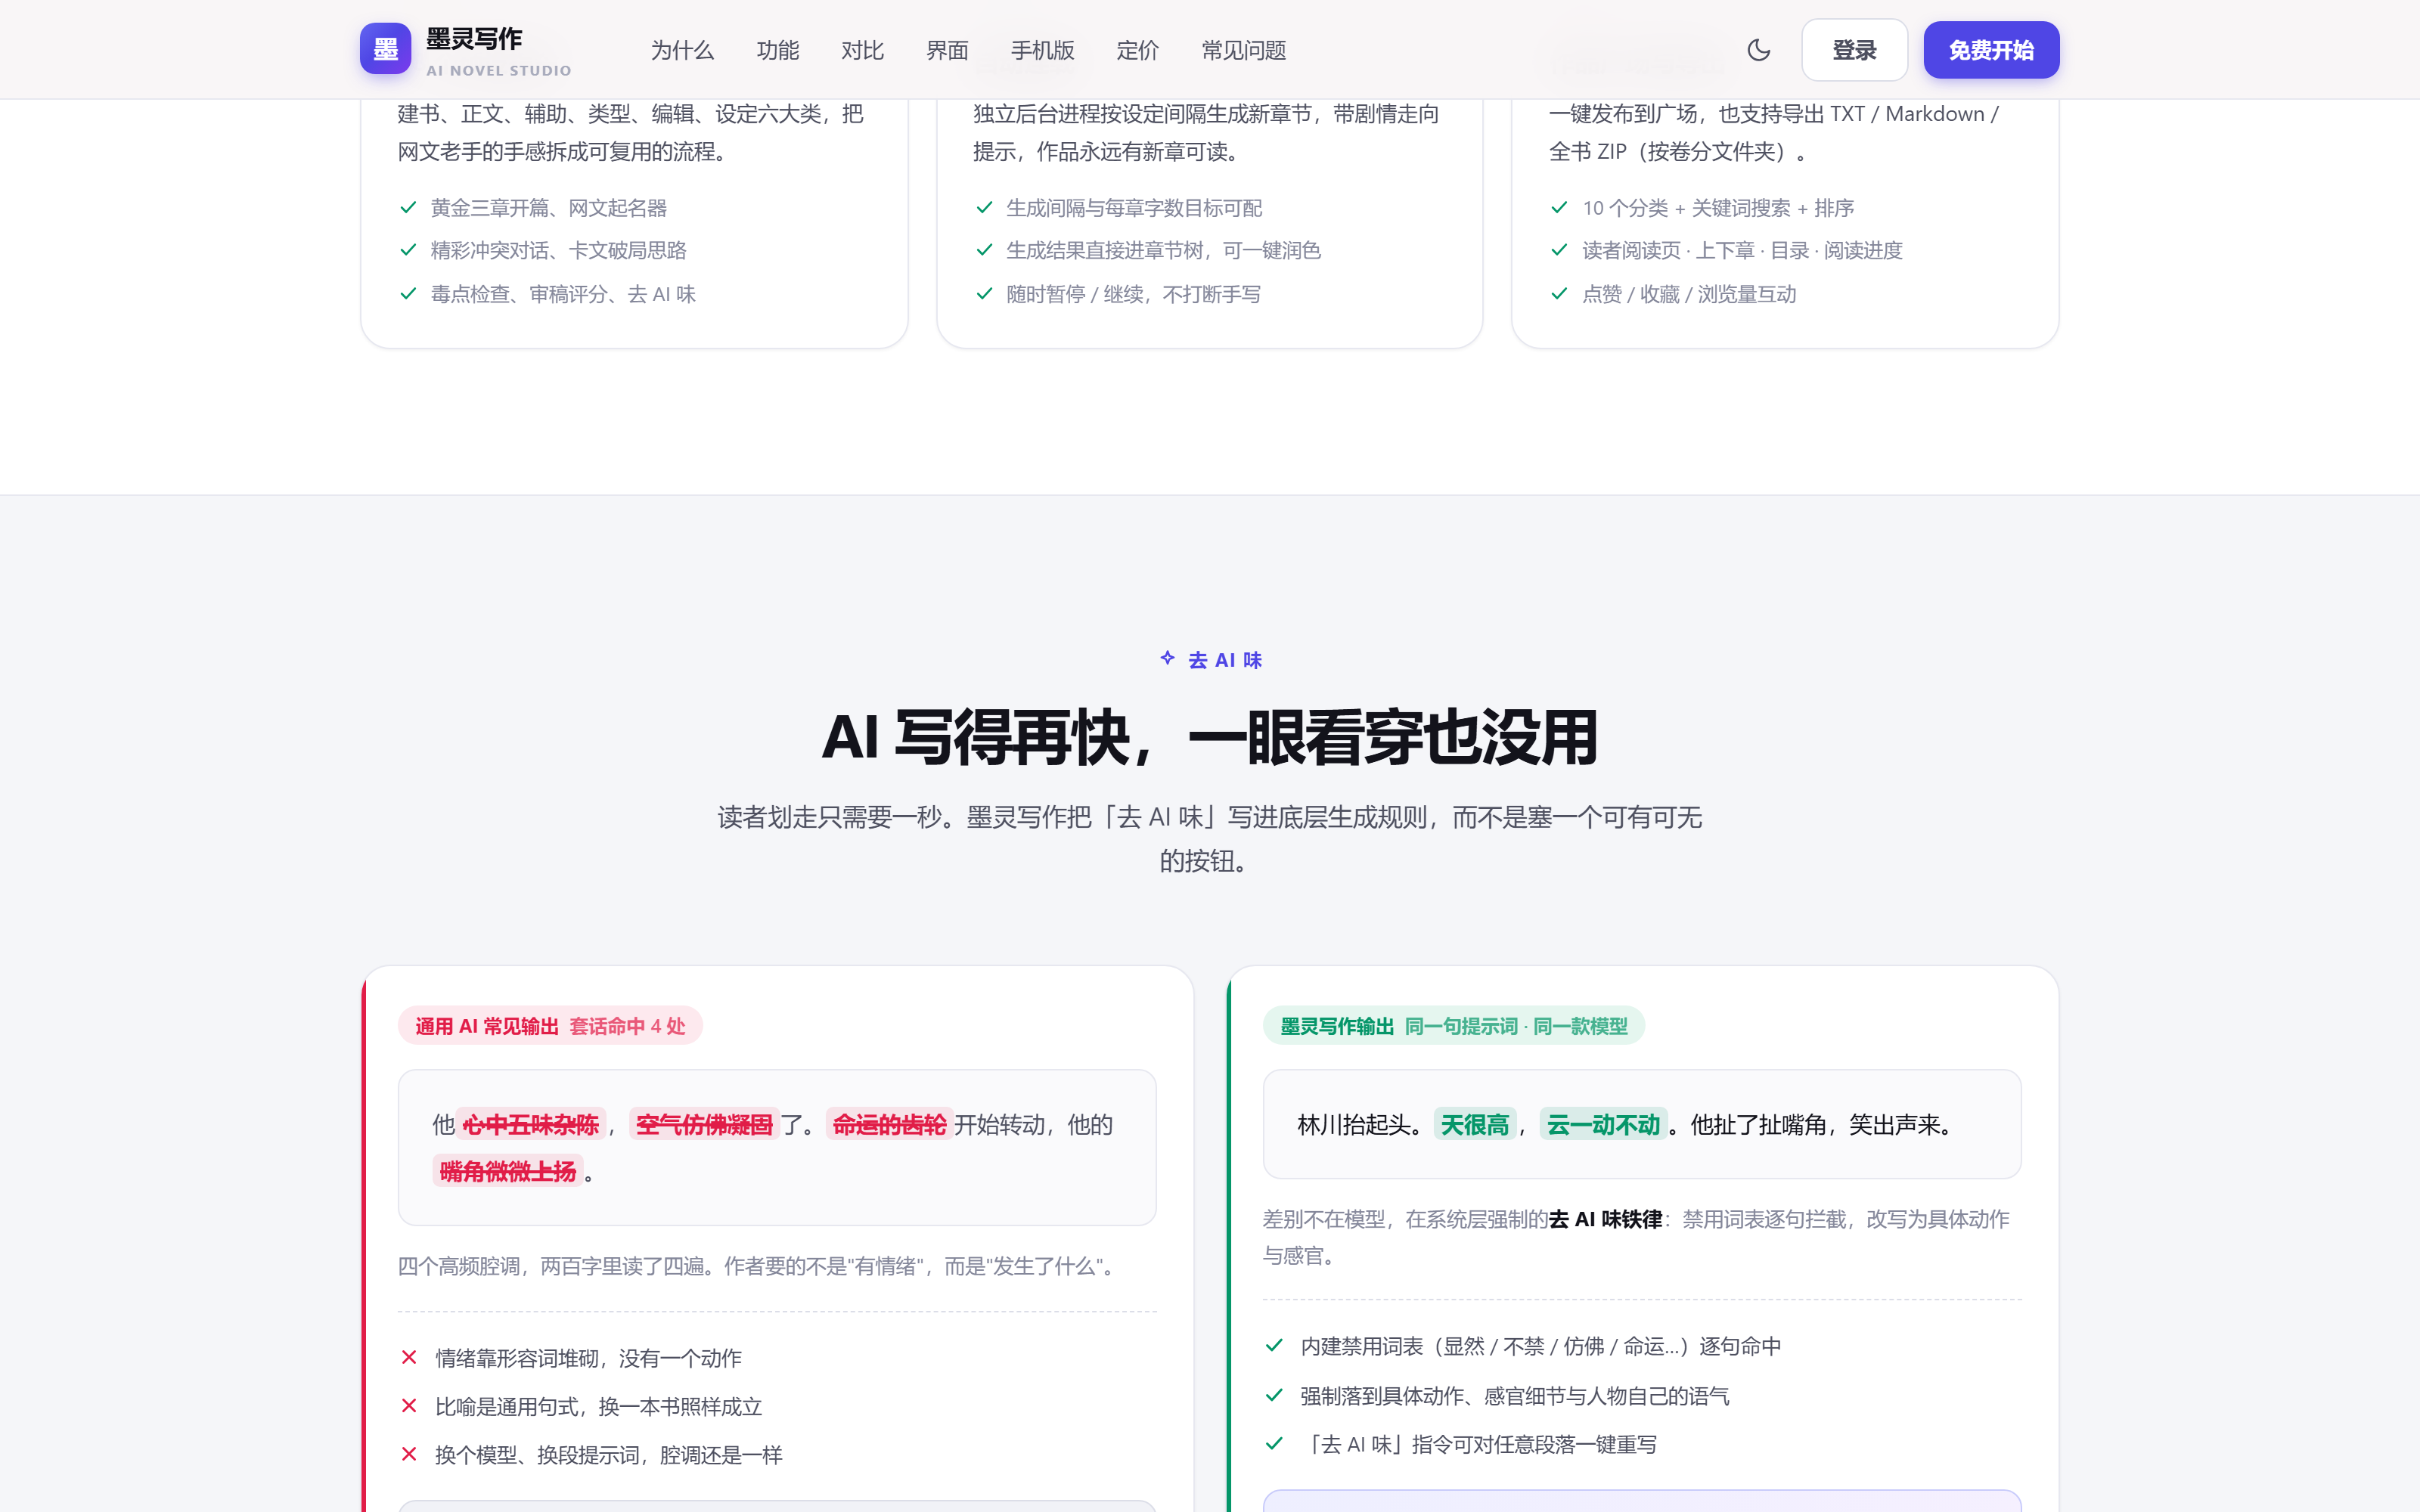 墨
墨灵写作
AI NOVEL STUDIO
为什么
功能
对比
界面
手机版
定价
常见问题
登录
免费开始
建书、正文、辅助、类型、编辑、设定六大类，把
网文老手的手感拆成可复用的流程。
黄金三章开篇、网文起名器
精彩冲突对话、卡文破局思路
毒点检查、审稿评分、去 AI 味
独立后台进程按设定间隔生成新章节，带剧情走向
提示，作品永远有新章可读。
生成间隔与每章字数目标可配
生成结果直接进章节树，可一键润色
随时暂停 / 继续，不打断手写
一键发布到广场，也支持导出 TXT / Markdown /
全书 ZIP（按卷分文件夹）。
10 个分类 + 关键词搜索 + 排序
读者阅读页 · 上下章 · 目录 · 阅读进度
点赞 / 收藏 / 浏览量互动
去 AI 味
AI 写得再快，一眼看穿也没用
读者划走只需要一秒。墨灵写作把「去 AI 味」写进底层生成规则，而不是塞一个可有可无
的按钮。
通用 AI 常见输出 套话命中 4 处
他心中五味杂陈，空气仿佛凝固了。命运的齿轮开始转动，他的
嘴角微微上扬。
四个高频腔调，两百字里读了四遍。作者要的不是"有情绪"，而是"发生了什么"。
情绪靠形容词堆砌，没有一个动作
比喻是通用句式，换一本书照样成立
换个模型、换段提示词，腔调还是一样
墨灵写作输出 同一句提示词 · 同一款模型
林川抬起头。天很高，云一动不动。他扯了扯嘴角，笑出声来。
差别不在模型，在系统层强制的去 AI 味铁律：禁用词表逐句拦截，改写为具体动作
与感官。
内建禁用词表（显然 / 不禁 / 仿佛 / 命运...）逐句命中
强制落到具体动作、感官细节与人物自己的语气
「去 AI 味」指令可对任意段落一键重写